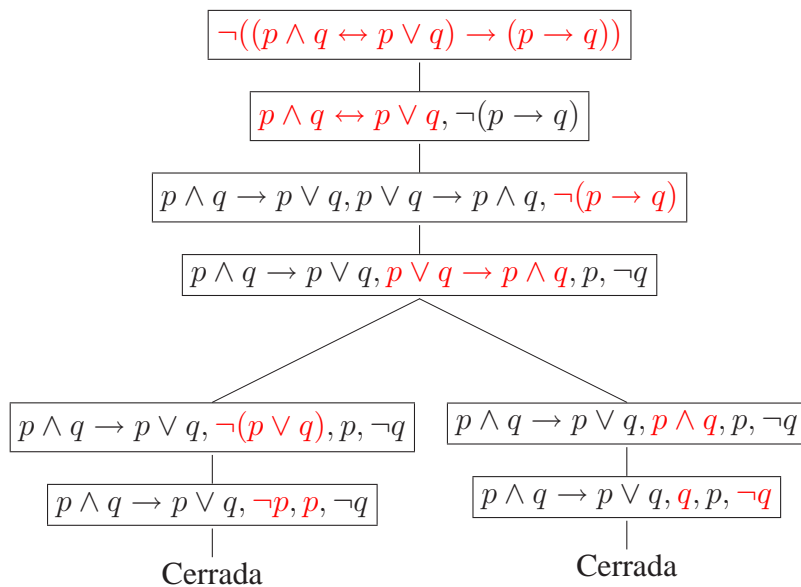 ¬((p ∧ q ↔ p ∨ q) → (p → q))
p ∧ q ↔ p ∨ q, ¬(p → q)
p ∧ q → p ∨ q, p ∨ q → p ∧ q, ¬(p → q)
p ∧ q → p ∨ q, p ∨ q → p ∧ q, p, ¬q
p ∧ q → p ∨ q, ¬(p ∨ q), p, ¬q
p ∧ q → p ∨ q, p ∧ q, p, ¬q
p ∧ q → p ∨ q, ¬p, p, ¬q
p ∧ q → p ∨ q, q, p, ¬q
Cerrada
Cerrada